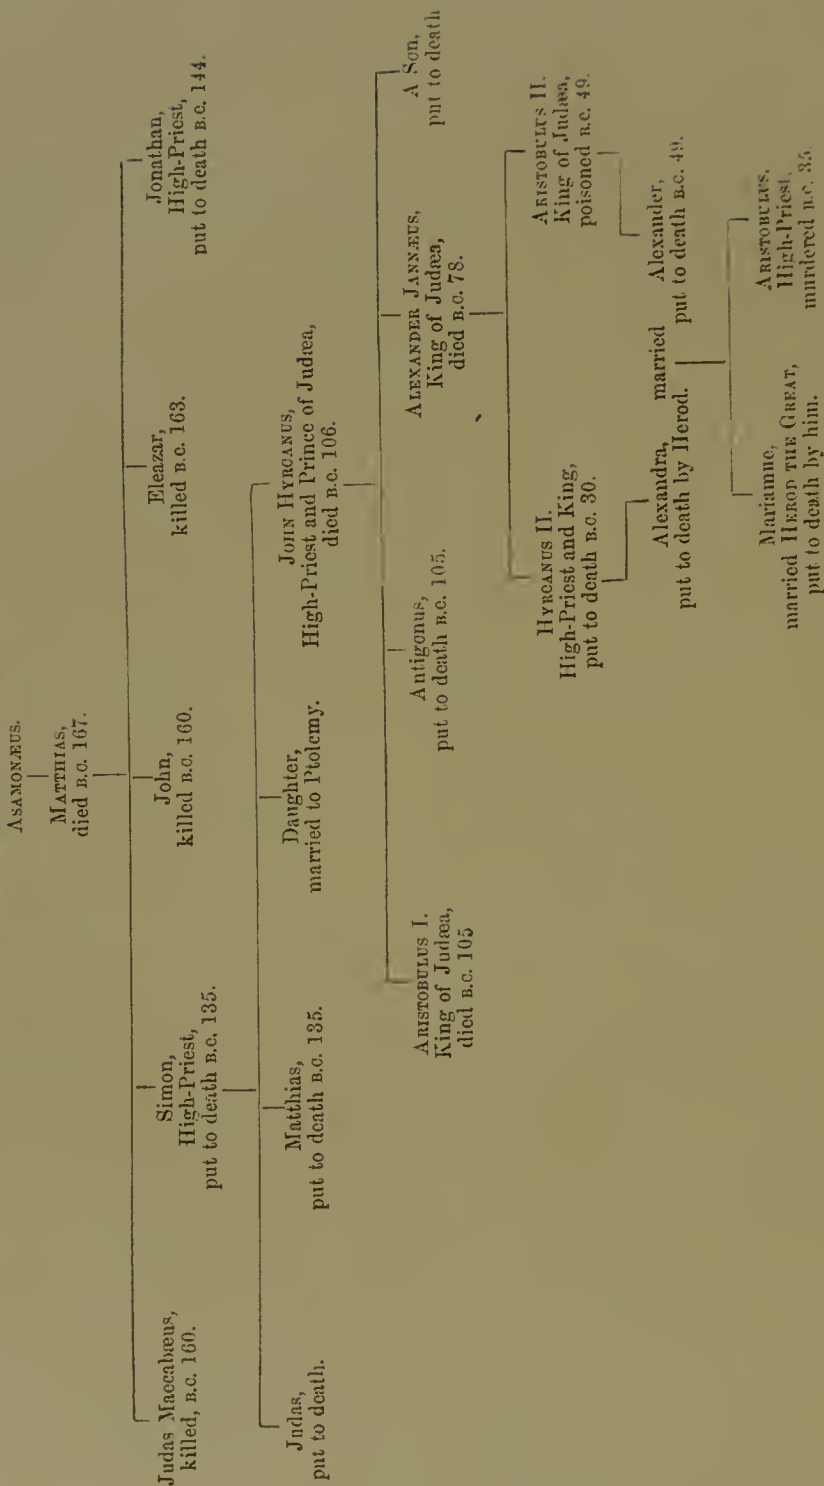 ASAMONÆUS.
MATTHIAS,
died B.C. 167.
Judas Maccabæus,
killed, B.C. 160.
Simon,
High-Priest,
put to death B.C. 135.
John,
killed B.C. 160.
Eleazar,
killed B.C. 163.
Jonathan,
High-Priest,
put to death B.C. 144.
Judas,
put to death.
Matthias,
put to death B.C. 135.
Daughter,
married to Ptolemy.
JOHN HYRCANUS,
High-Priest and Prince of Judæa,
died B.C. 106.
ARISTOBULUS I.
King of Judæa,
died B.C. 105
Antigonus,
put to death B.C. 105.
ALEXANDER JANNÆUS,
King of Judæa,
died B.C. 78.
A Son,
put to death
HYRCANUS II.
High-Priest and King,
put to death B.C. 30.
ARISTOBULUS II.
King of Judæa,
poisoned B.C. 49.
Alexandra, married Alexander,
put to death by Herod. put to death B.C. 49.
Mariamne,
married HEROD THE GREAT,
put to death by him.
ARISTOBULUS.
High-Priest,
murdered B.C. 35.